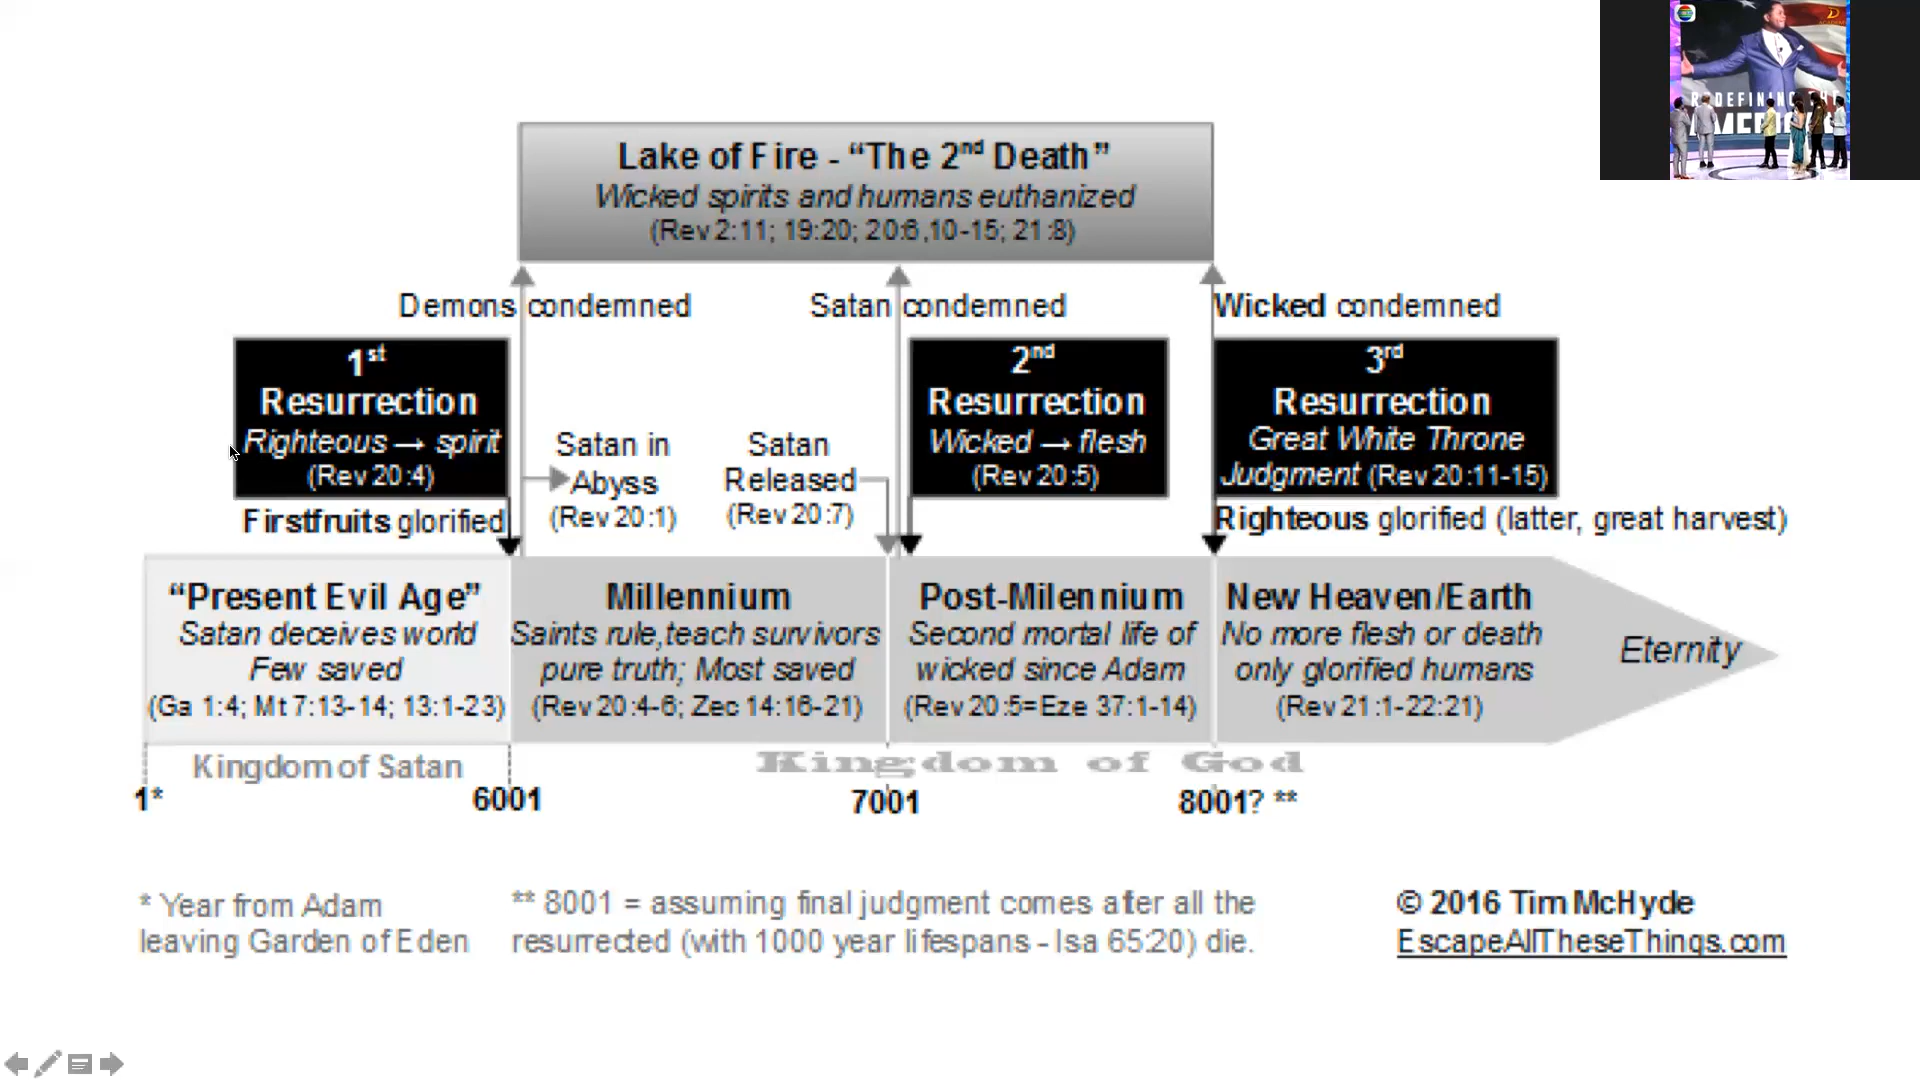 REDEFINING THE
AMERICA
Lake of Fire - “The 2nd Death”
Wicked spirits and humans euthanized
(Rev 2:11; 19:20; 20:6,10-15; 21:8)
Demons condemned
Satan condemned
Wicked condemned
1st
Resurrection
Righteous → spirit
(Rev 20:4)
Firstfruits glorified
Satan in
Abyss
(Rev 20:1)
Satan
Released
(Rev 20:7)
2nd
Resurrection
Wicked → flesh
(Rev 20:5)
3rd
Resurrection
Great White Throne
Judgment (Rev 20:11-15)
Righteous glorified (latter, great harvest)
“Present Evil Age”
Satan deceives world
Few saved
(Ga 1:4; Mt 7:13-14; 13:1-23)
Millennium
Saints rule,teach survivors
pure truth; Most saved
(Rev 20:4-6; Zec 14:16-21)
Post-Milennium
Second mortal life of
wicked since Adam
(Rev 20:5=Eze 37:1-14)
New Heaven/Earth
No more flesh or death
only glorified humans
(Rev 21:1-22:21)
Eternity
Kingdom of Satan
Kingdom of God
1*
6001
7001
8001? **
* Year from Adam
leaving Garden of Eden
** 8001 = assuming final judgment comes after all the
resurrected (with 1000 year lifespans - Isa 65:20) die.
© 2016 Tim McHyde
EscapeAllTheseThings.com